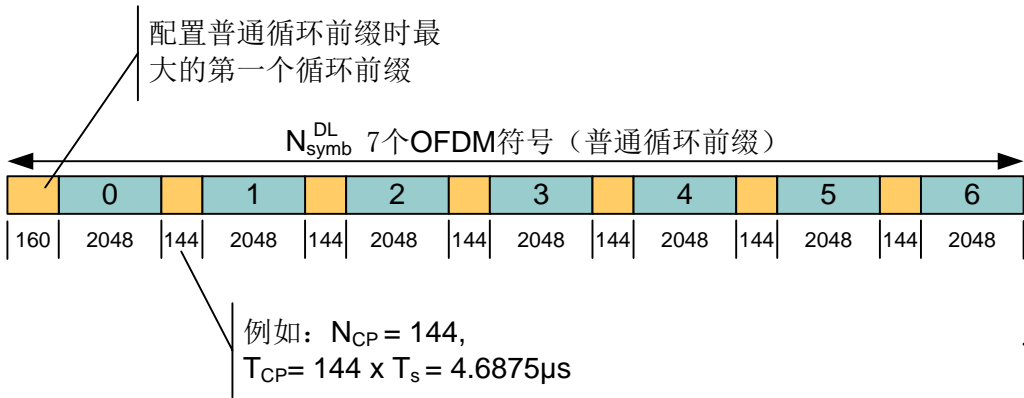 配置普通循环前缀时最
大的第一个循环前缀
N_symb^DL 7个OFDM符号（普通循环前缀）
0 1 2 3 4 5 6
160 2048 144 2048 144 2048 144 2048 144 2048 144 2048 144 2048
例如：N_CP = 144,
T_CP= 144 x T_s = 4.6875μs